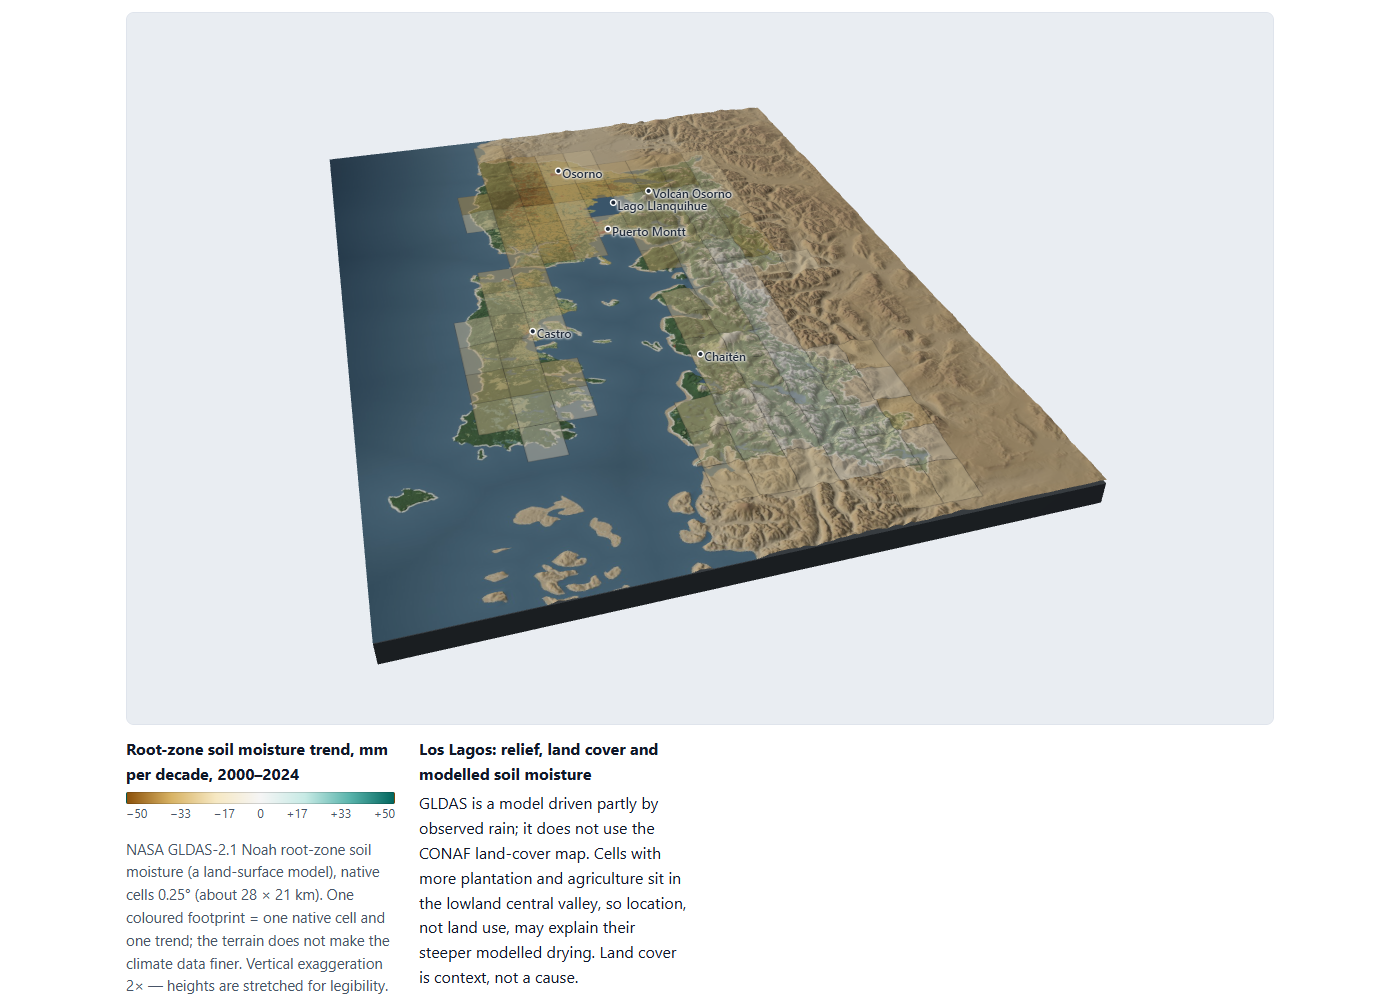 Osorno
Volcán Osorno
Lago Llanquihue
Puerto Montt
Castro
Chaitén
Root-zone soil moisture trend, mm
per decade, 2000–2024
−50 −33 −17 0 +17 +33 +50
NASA GLDAS-2.1 Noah root-zone soil
moisture (a land-surface model), native
cells 0.25° (about 28 × 21 km). One
coloured footprint = one native cell and
one trend; the terrain does not make the
climate data finer. Vertical exaggeration
2× — heights are stretched for legibility.
Los Lagos: relief, land cover and
modelled soil moisture
GLDAS is a model driven partly by
observed rain; it does not use the
CONAF land-cover map. Cells with
more plantation and agriculture sit in
the lowland central valley, so location,
not land use, may explain their
steeper modelled drying. Land cover
is context, not a cause.